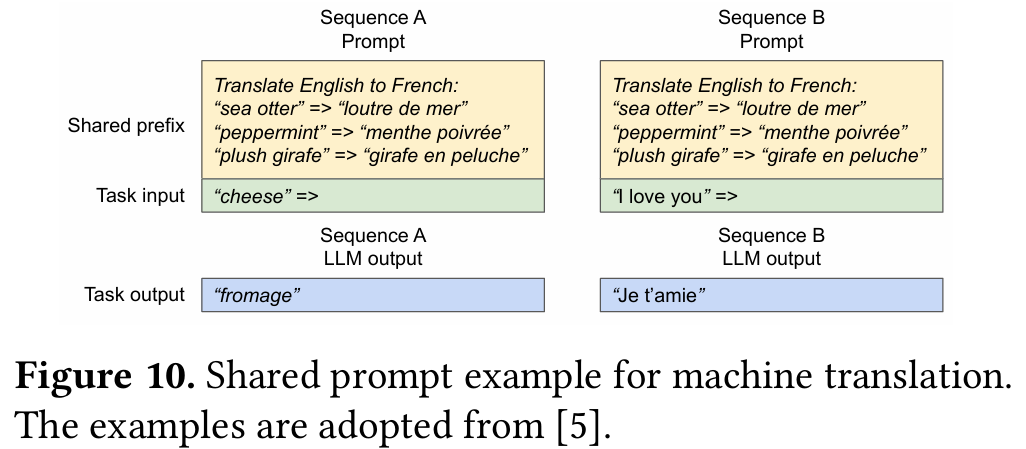 Sequence A
Prompt
Sequence B
Prompt
Shared prefix
Translate English to French:
“sea otter” => “loutre de mer”
“peppermint” => “menthe poivrée”
“plush girafe” => “girafe en peluche”
Translate English to French:
“sea otter” => “loutre de mer”
“peppermint” => “menthe poivrée”
“plush girafe” => “girafe en peluche”
Task input
“cheese” =>
“I love you” =>
Sequence A
LLM output
Sequence B
LLM output
Task output
“fromage”
“Je t’amie”
Figure 10. Shared prompt example for machine translation.
The examples are adopted from [5].